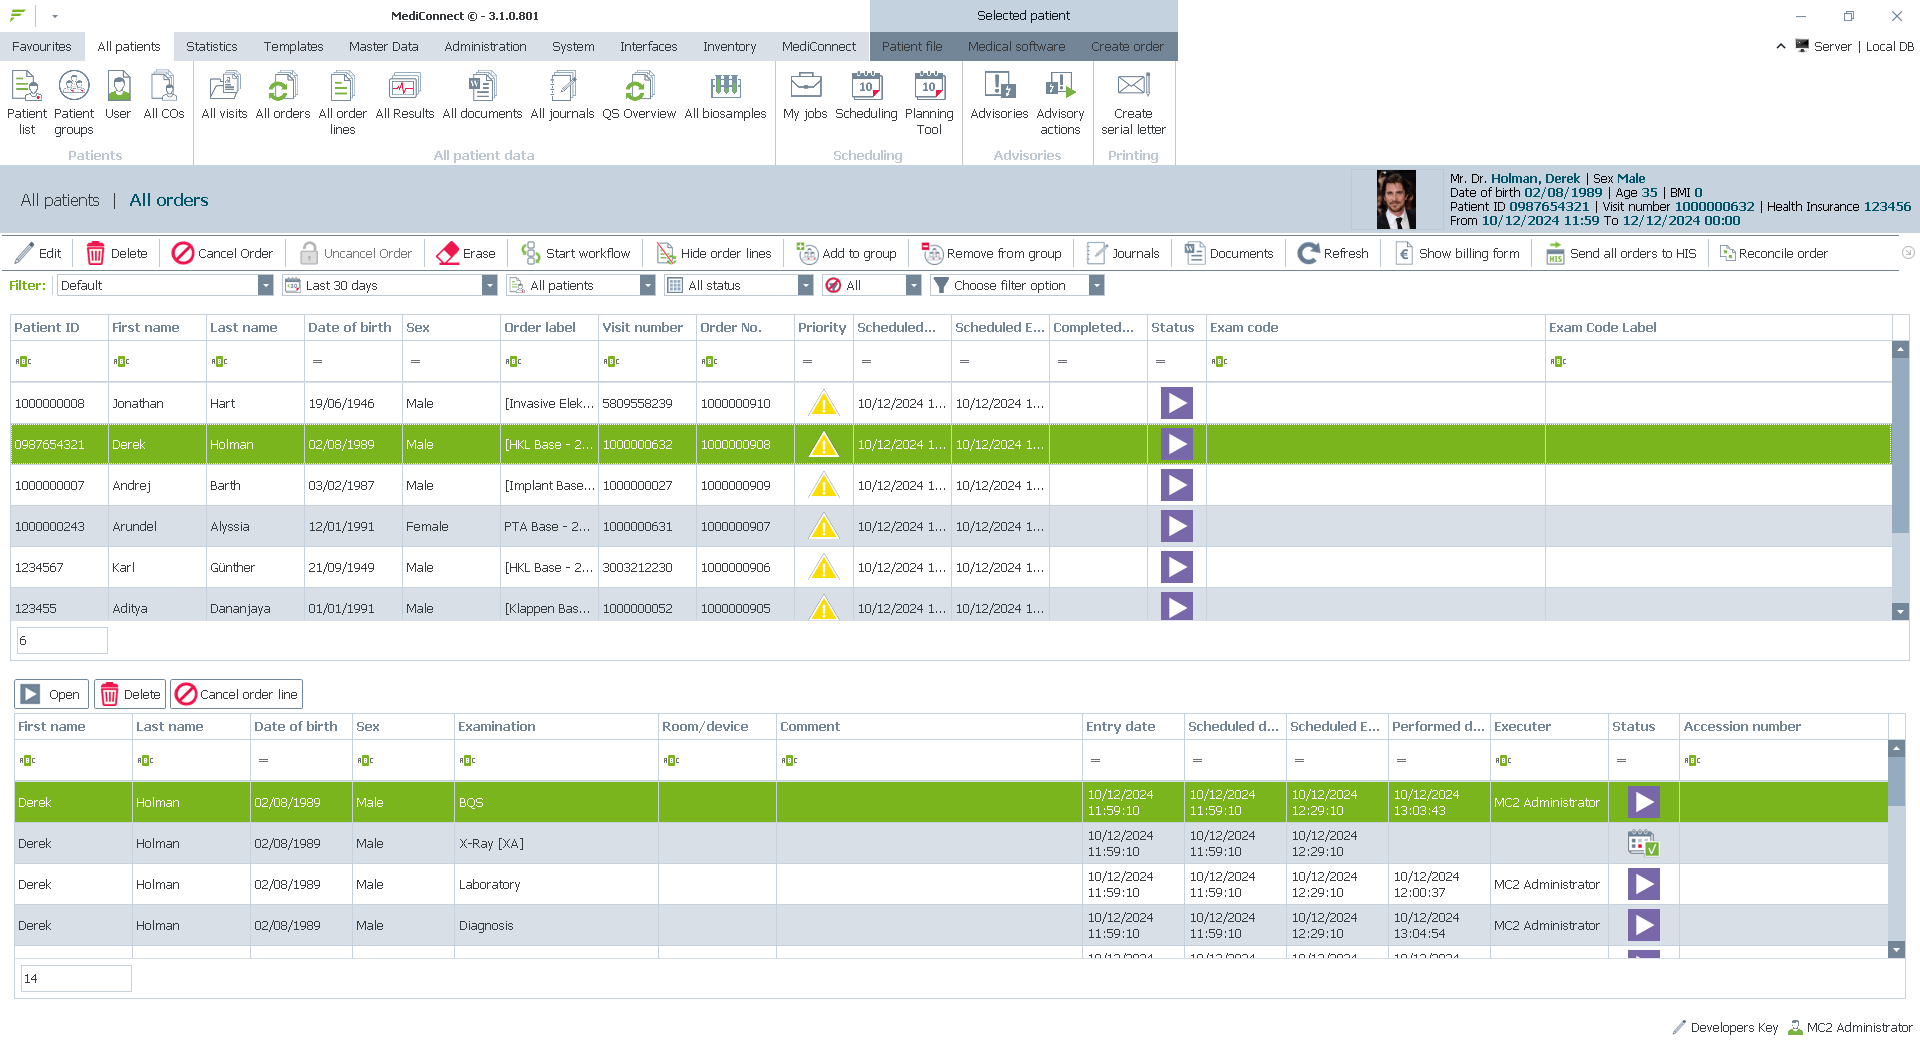 MediConnect © - 3.1.0.801
Selected patient
Favourites All patients Statistics Templates Master Data Administration System Interfaces Inventory MediConnect Patient file Medical software Create order
Server | Local DB
Patient list
Patient groups
User
All COs
All visits
All orders
All order lines
All Results
All documents
All journals
QS Overview
All biosamples
My jobs
Scheduling
Planning Tool
Advisories
Advisory actions
Create serial letter
Patients All patient data Scheduling Advisories Printing
All patients | All orders
Mr. Dr. Holman, Derek | Sex Male
Date of birth 02/08/1989 | Age 35 | BMI 0
Patient ID 0987654321 | Visit number 1000000632 | Health Insurance 123456
From 10/12/2024 11:59 To 12/12/2024 00:00
Edit Delete Cancel Order Uncancel Order Erase Start workflow Hide order lines Add to group Remove from group Journals Documents Refresh Show billing form Send all orders to HIS Reconcile order
Filter: Default Last 30 days All patients All status All Choose filter option
Patient ID First name Last name Date of birth Sex Order label Visit number Order No. Priority Scheduled... Scheduled E... Completed... Status Exam code Exam Code Label
1000000008 Jonathan Hart 19/06/1946 Male [Invasive Elek... 5809558239 1000000910 10/12/2024 1... 10/12/2024 1...
0987654321 Derek Holman 02/08/1989 Male [HKL Base - 2... 1000000632 1000000908 10/12/2024 1... 10/12/2024 1...
1000000007 Andrej Barth 03/02/1987 Male [Implant Base... 1000000027 1000000909 10/12/2024 1... 10/12/2024 1...
1000000243 Arundel Alyssia 12/01/1991 Female PTA Base - 2... 1000000631 1000000907 10/12/2024 1... 10/12/2024 1...
1234567 Karl Günther 21/09/1949 Male [HKL Base - 2... 3003212230 1000000906 10/12/2024 1... 10/12/2024 1...
123455 Aditya Dananjaya 01/01/1991 Male [Klappen Bas... 1000000052 1000000905 10/12/2024 1... 10/12/2024 1...
6
Open Delete Cancel order line
First name Last name Date of birth Sex Examination Room/device Comment Entry date Scheduled d... Scheduled E... Performed d... Executer Status Accession number
Derek Holman 02/08/1989 Male BQS 10/12/2024 11:59:10 10/12/2024 11:59:10 10/12/2024 12:29:10 10/12/2024 13:03:43 MC2 Administrator
Derek Holman 02/08/1989 Male X-Ray [XA] 10/12/2024 11:59:10 10/12/2024 11:59:10 10/12/2024 12:29:10
Derek Holman 02/08/1989 Male Laboratory 10/12/2024 11:59:10 10/12/2024 11:59:10 10/12/2024 12:29:10 10/12/2024 12:00:37 MC2 Administrator
Derek Holman 02/08/1989 Male Diagnosis 10/12/2024 11:59:10 10/12/2024 11:59:10 10/12/2024 12:29:10 10/12/2024 13:04:54 MC2 Administrator
14
Developers Key MC2 Administrator